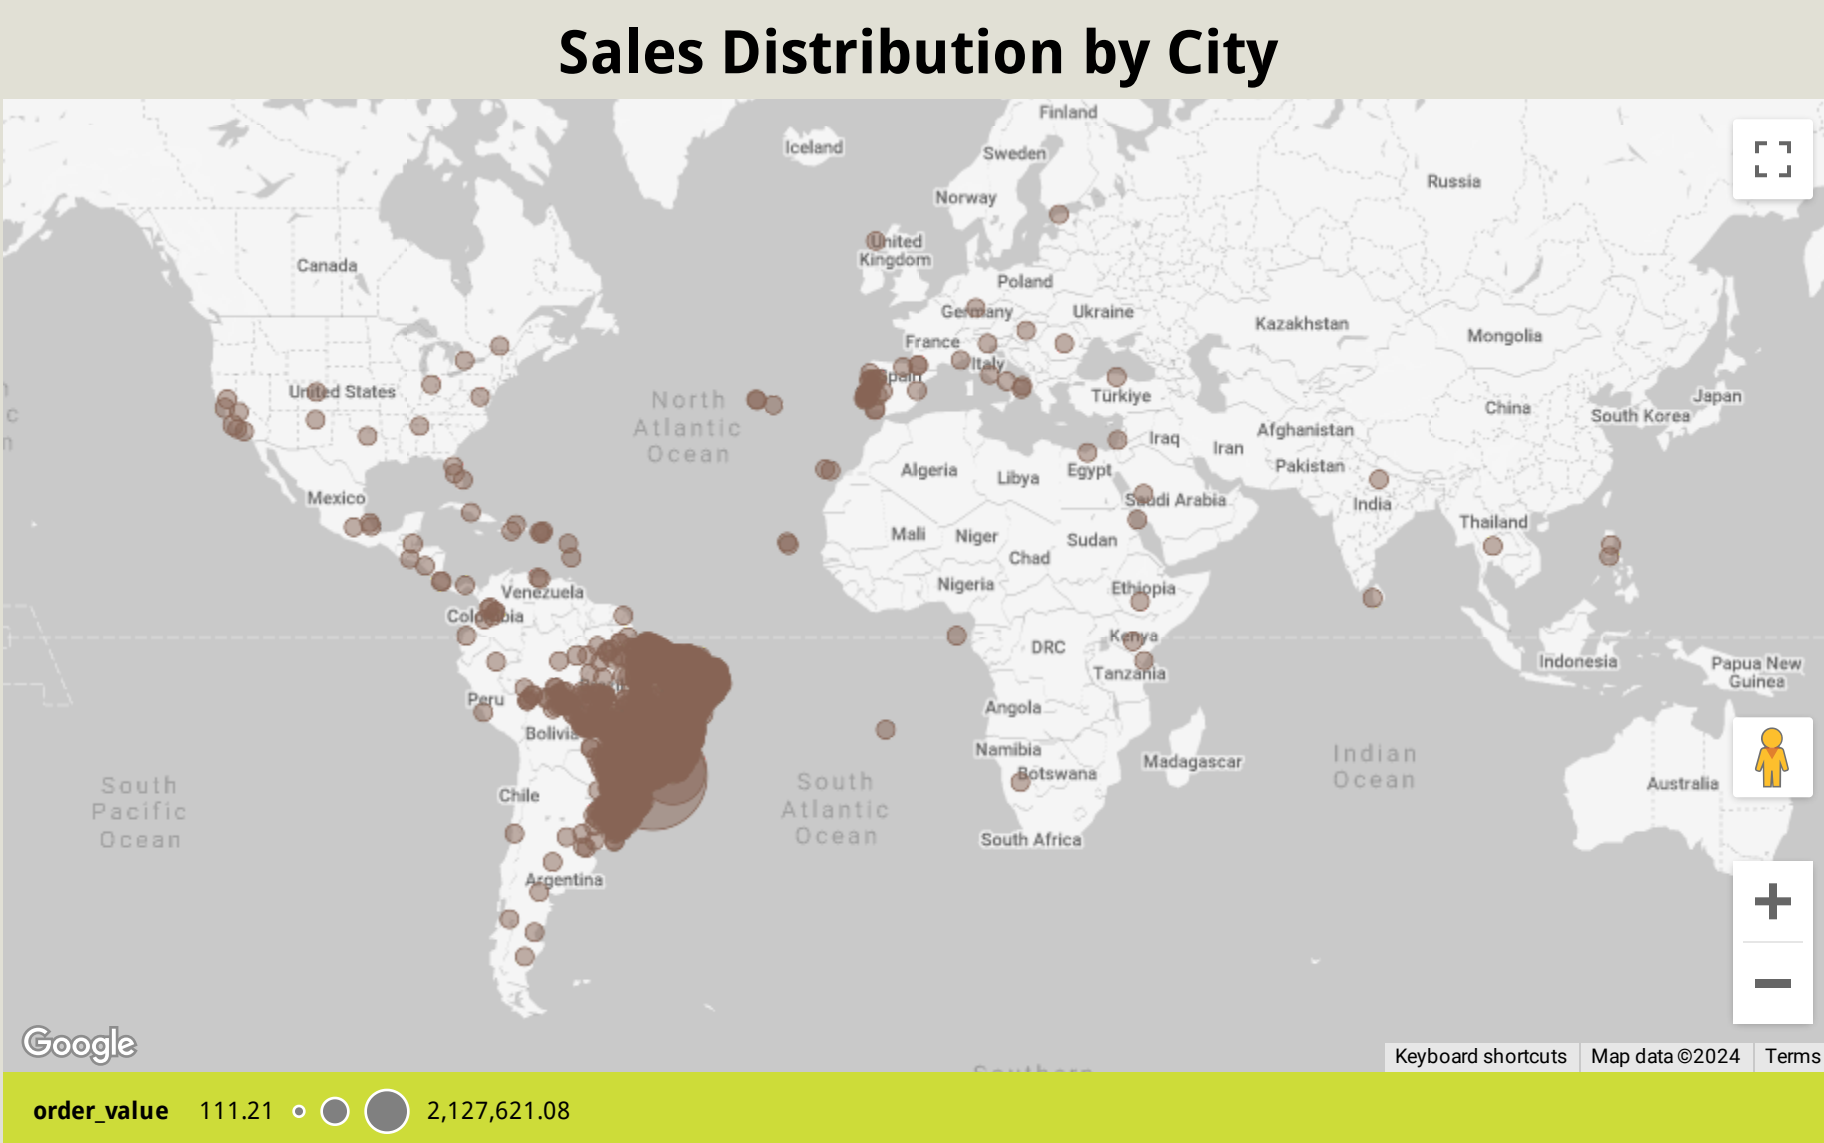 Sales Distribution by City
Finland
Iceland
Sweden
Russia
Norway
United
Kingdom
Canada
Poland
Germany
Ukraine
Kazakhstan
Mongolia
France
Italy
Spain
United States
North
Atlantic
Ocean
Türkiye
China
Japan
South Korea
Afghanistan
Iraq
Iran
Pakistan
Algeria
Libya
Egypt
Mexico
Saudi Arabia
India
Thailand
Mali
Niger
Sudan
Chad
Nigeria
Ethiopia
Venezuela
Colombia
Kenya
DRC
Tanzania
Indonesia
Papua New
Guinea
Peru
Angola
Bolivia
Namibia
Botswana
Madagascar
Indian
Ocean
South
Pacific
Ocean
Chile
South
Atlantic
Ocean
Australia
South Africa
Argentina
Google
Keyboard shortcuts
Map data ©2024
Terms
order_value 111.21 2,127,621.08